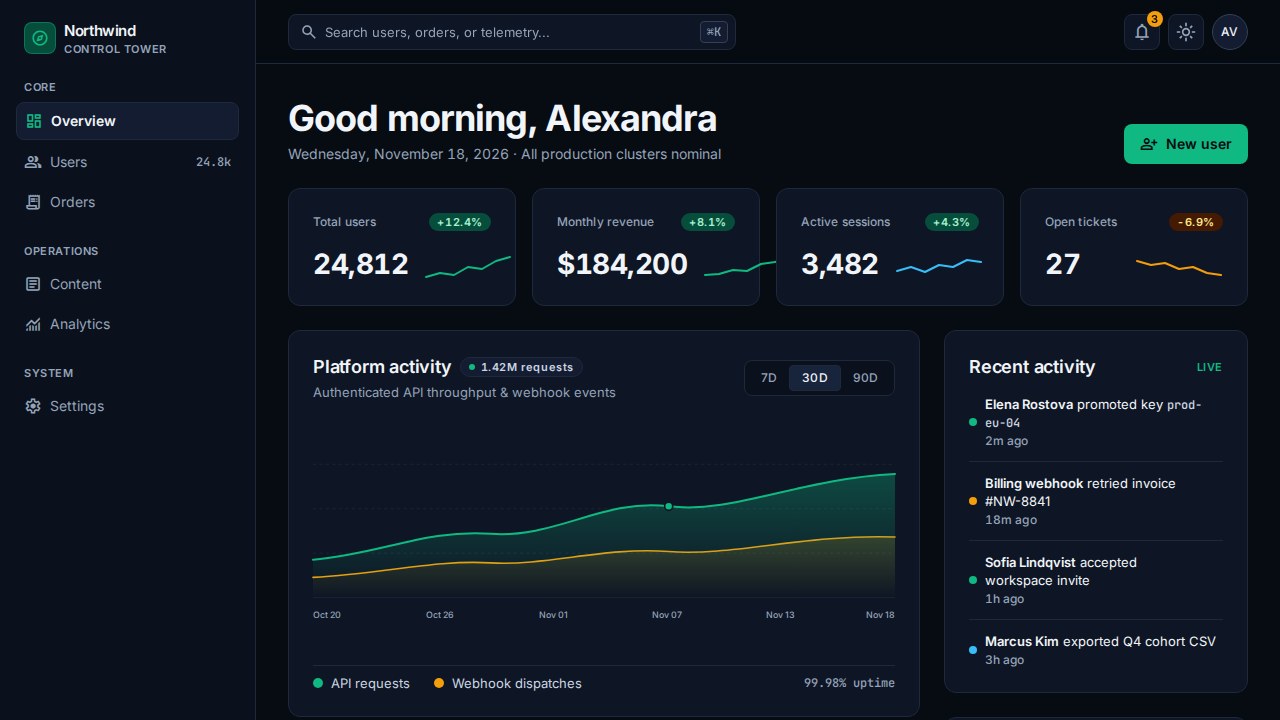 Northwind
CONTROL TOWER
CORE
Overview
Users 24.8k
Orders
OPERATIONS
Content
Analytics
SYSTEM
Settings
Search users, orders, or telemetry...
⌘K
3
AV
Good morning, Alexandra
Wednesday, November 18, 2026 · All production clusters nominal
New user
Total users +12.4%
24,812
Monthly revenue +8.1%
$184,200
Active sessions +4.3%
3,482
Open tickets -6.9%
27
Platform activity 1.42M requests
Authenticated API throughput & webhook events
7D 30D 90D
Oct 20 Oct 26 Nov 01 Nov 07 Nov 13 Nov 18
API requests Webhook dispatches 99.98% uptime
Recent activity LIVE
Elena Rostova promoted key prod-
eu-04
2m ago
Billing webhook retried invoice
#NW-8841
18m ago
Sofia Lindqvist accepted
workspace invite
1h ago
Marcus Kim exported Q4 cohort CSV
3h ago